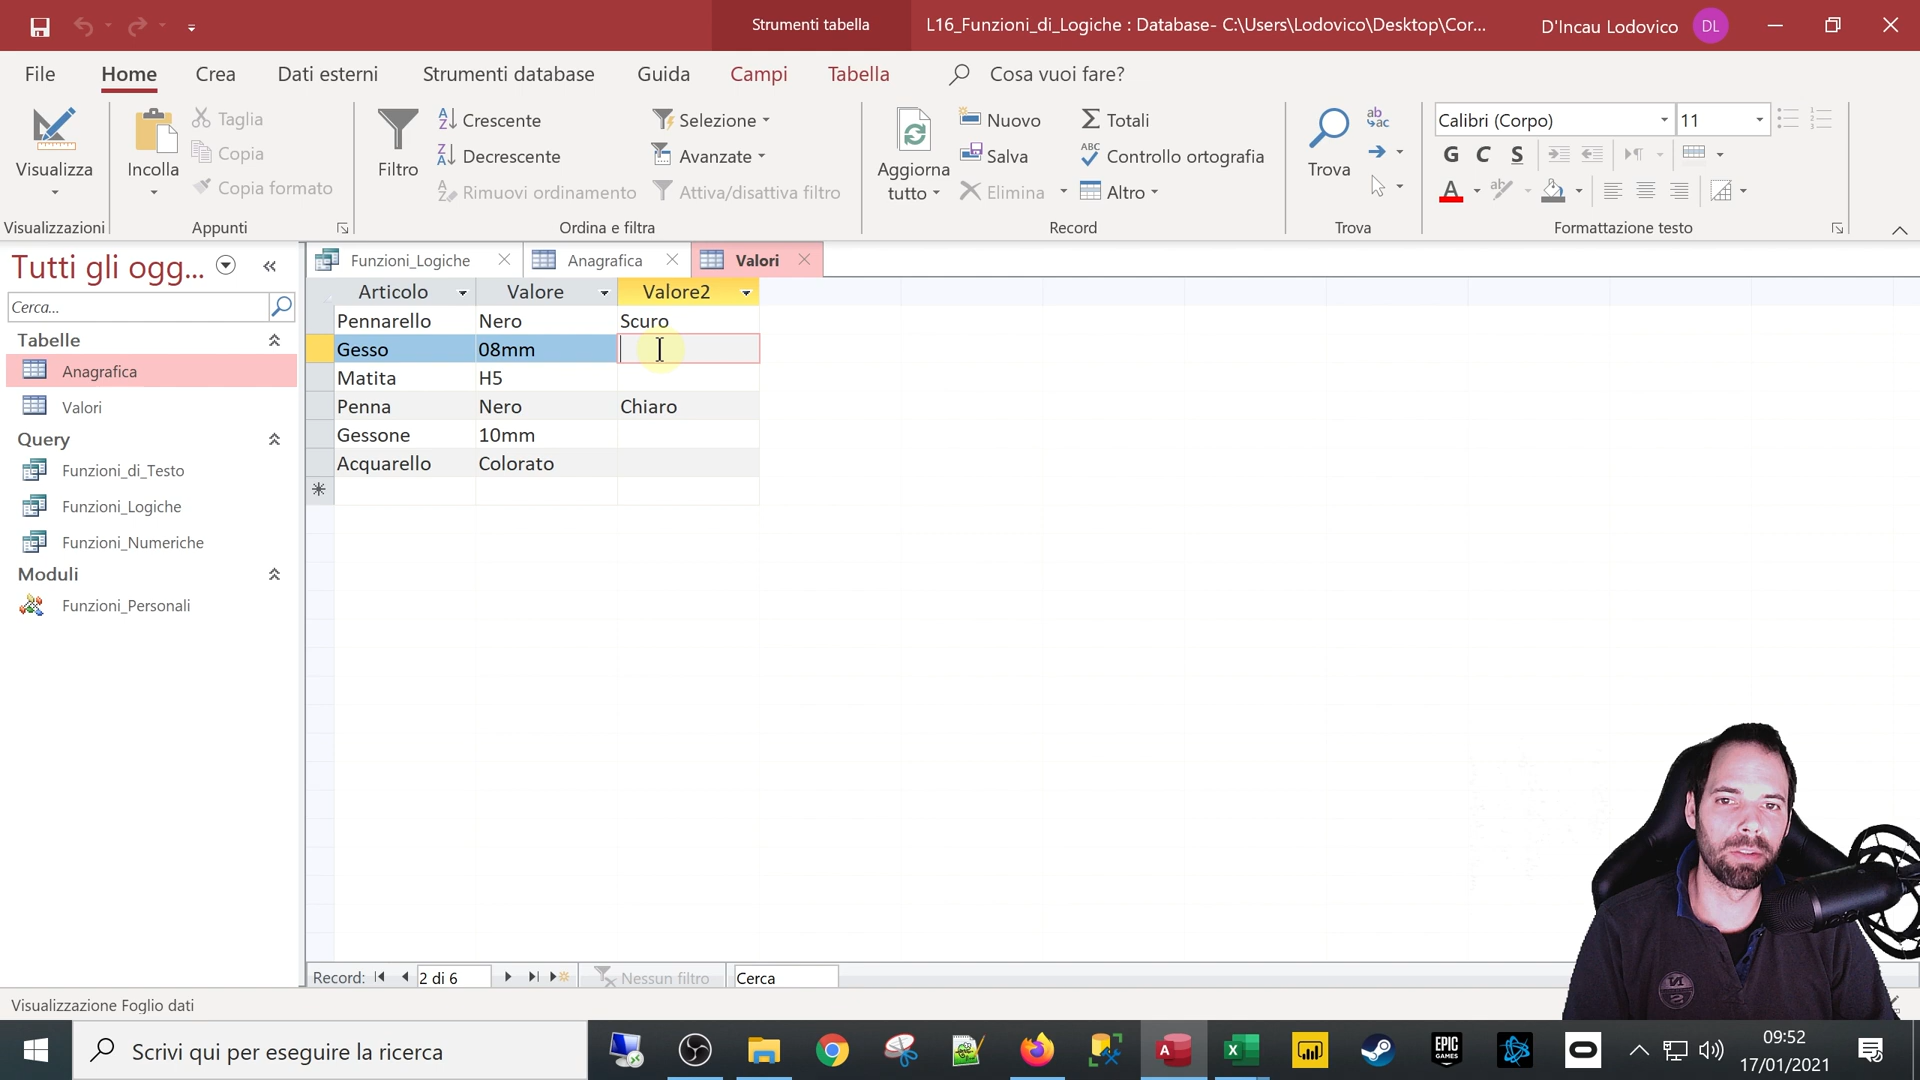 Strumenti tabella
L16_Funzioni_di_Logiche : Database- C:\Users\Lodovico\Desktop\Cor...
D'Incau Lodovico
DL
File
Home
Crea
Dati esterni
Strumenti database
Guida
Campi
Tabella
Cosa vuoi fare?
Visualizza
Visualizzazioni
Incolla
Taglia
Copia
Copia formato
Appunti
Filtro
Crescente
Decrescente
Rimuovi ordinamento
Selezione
Avanzate
Attiva/disattiva filtro
Ordina e filtra
Aggiorna
tutto
Nuovo
Salva
Elimina
Totali
Controllo ortografia
Altro
Record
Trova
Trova
Calibri (Corpo)
11
G C S
Formattazione testo
Tutti gli ogg...
Cerca...
Tabelle
Anagrafica
Valori
Query
Funzioni_di_Testo
Funzioni_Logiche
Funzioni_Numeriche
Moduli
Funzioni_Personali
Funzioni_Logiche
Anagrafica
Valori
Articolo Valore Valore2
Pennarello Nero Scuro
Gesso 08mm
Matita H5
Penna Nero Chiaro
Gessone 10mm
Acquarello Colorato
Record:
2 di 6
Nessun filtro
Cerca
Visualizzazione Foglio dati
Scrivi qui per eseguire la ricerca
EPIC
GAMES
09:52
17/01/2021